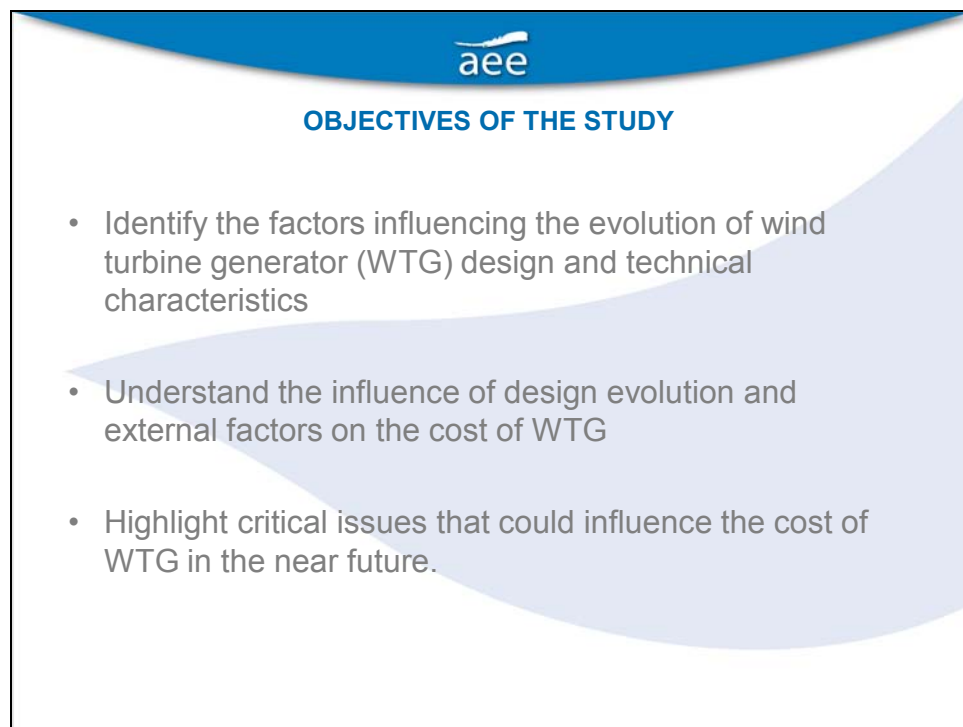 aee
OBJECTIVES OF THE STUDY
• Identify the factors influencing the evolution of wind
turbine generator (WTG) design and technical
characteristics
• Understand the influence of design evolution and
external factors on the cost of WTG
• Highlight critical issues that could influence the cost of
WTG in the near future.